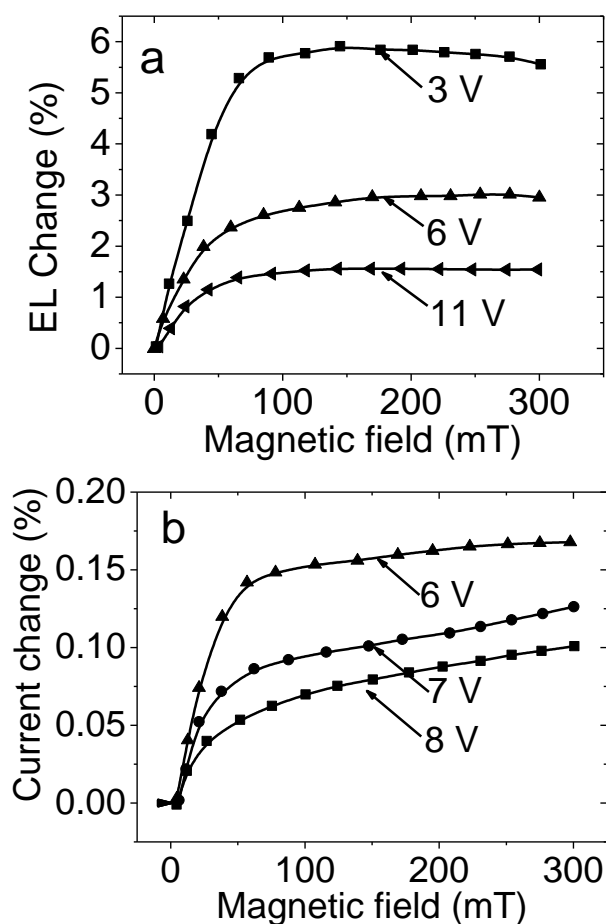 a
EL Change (%)
6
5
4
3
2
1
0
3 V
6 V
11 V
0 100 200 300
Magnetic field (mT)
b
Current change (%)
0.20
0.15
0.10
0.05
0.00
6 V
7 V
8 V
0 100 200 300
Magnetic field (mT)